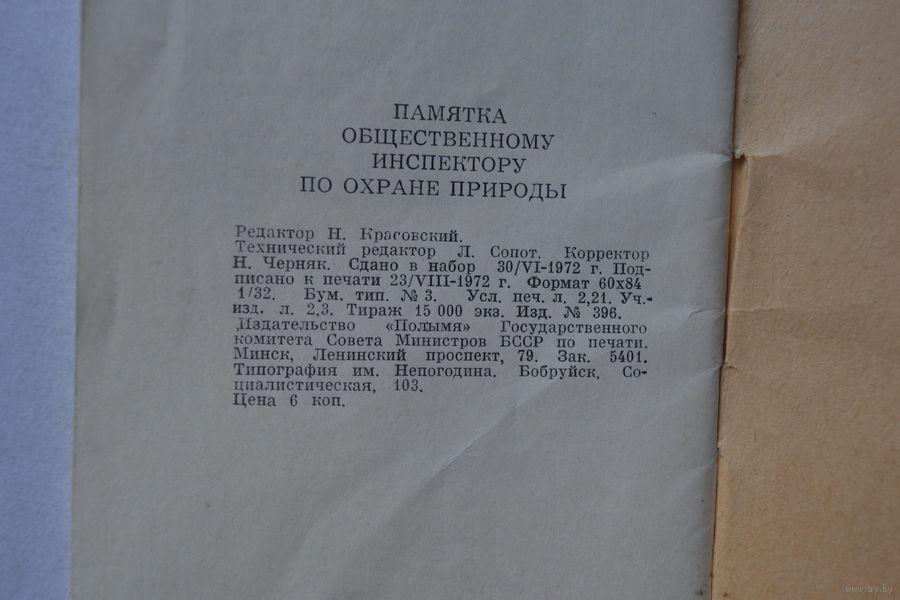 ПАМЯТКА
ОБЩЕСТВЕННОМУ
ИНСПЕКТОРУ
ПО ОХРАНЕ ПРИРОДЫ
Редактор Н. Красовский.
Технический редактор Л. Сопот. Корректор
Н. Черняк. Сдано в набор 30/VI-1972 г. Под-
писано к печати 23/VIII-1972 г. Формат 60х84
1/32. Бум. тип. № 3. Усл. печ. л. 2,21. Уч.-
изд. л. 2,3. Тираж 15 000 экз. Изд. № 396.
Издательство «Полымя» Государственного
комитета Совета Министров БССР по печати.
Минск, Ленинский проспект, 79. Зак. 5401.
Типография им. Непогодина. Бобруйск, Со-
циалистическая, 103.
Цена 6 коп.
www.ay.by